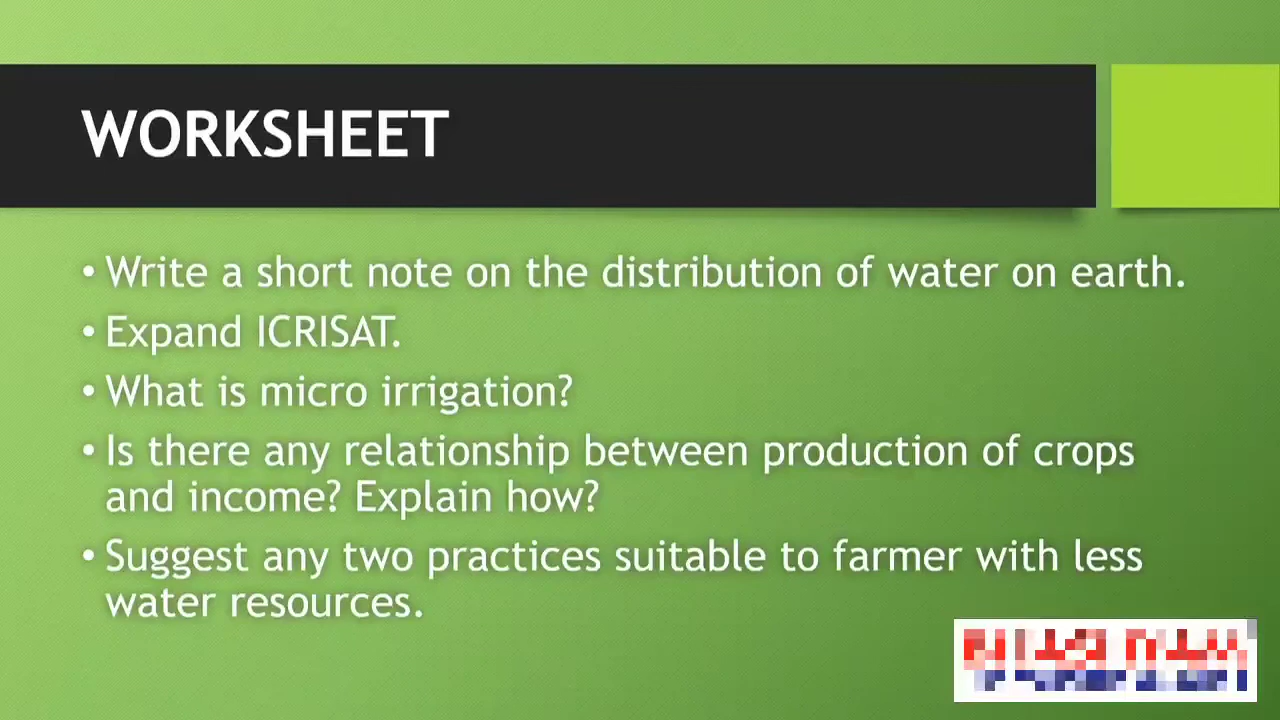 WORKSHEET
• Write a short note on the distribution of water on earth.
• Expand ICRISAT.
• What is micro irrigation?
• Is there any relationship between production of crops
and income? Explain how?
• Suggest any two practices suitable to farmer with less
water resources.